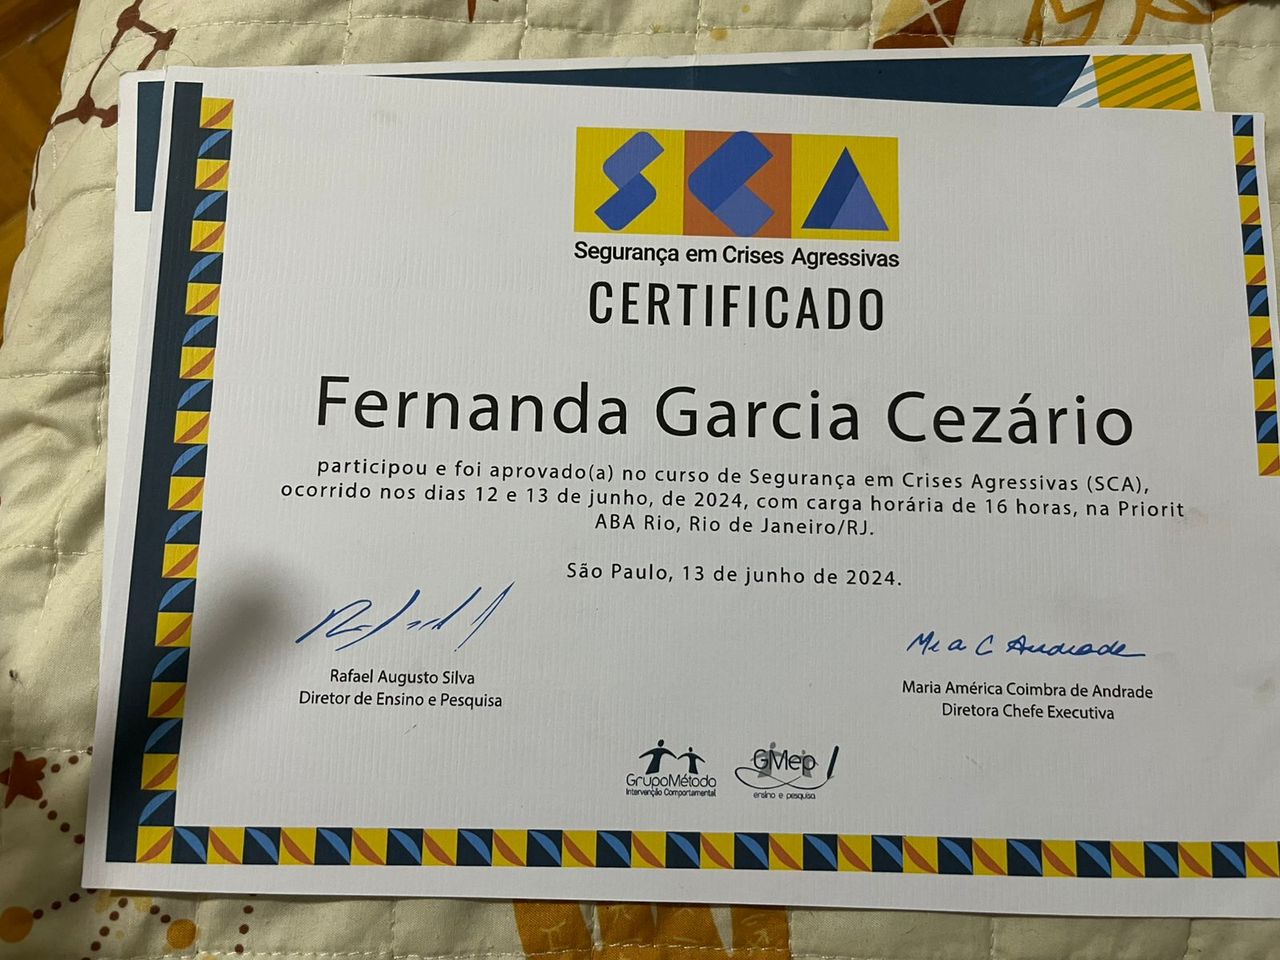 SCA
Segurança em Crises Agressivas
CERTIFICADO
Fernanda Garcia Cezário
participou e foi aprovado(a) no curso de Segurança em Crises Agressivas (SCA),
ocorrido nos dias 12 e 13 de junho, de 2024, com carga horária de 16 horas, na Priorit
ABA Rio, Rio de Janeiro/RJ.
São Paulo, 13 de junho de 2024.
Rafael Augusto Silva
Diretor de Ensino e Pesquisa
Mª C Andrade
Maria América Coimbra de Andrade
Diretora Chefe Executiva
GrupoMétodo
Intervenção Comportamental
GMep
ensino e pesquisa